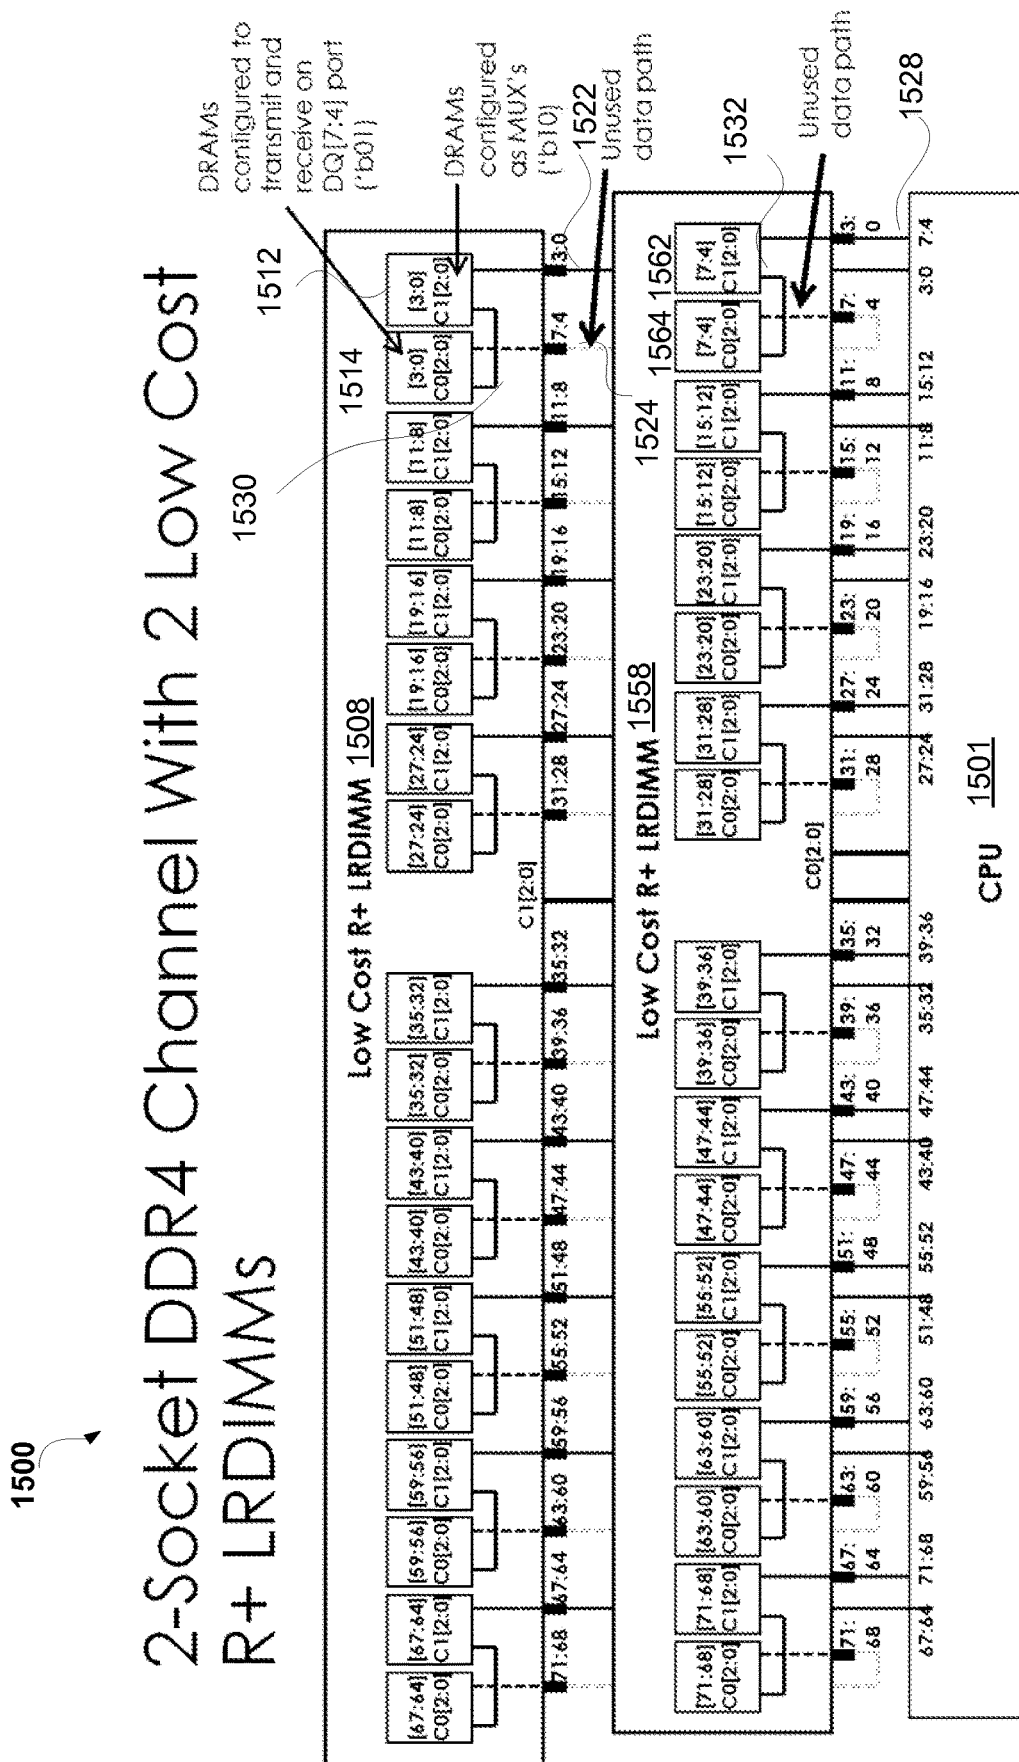 1500
2-Socket DDR4 Channel With 2 Low Cost
R+ LRDIMMs
DRAMs
configured to
transmit and
receive on
DQ[7:4] port
('b01)
1530
1514
1512
[67:64] [67:64] [59:56] [59:56] [51:48] [51:48] [43:40] [43:40] [35:32] [35:32] [27:24] [27:24] [19:16] [19:16] [11:8] [11:8] [3:0] [3:0]
C0[2:0] C1[2:0] C0[2:0] C1[2:0] C0[2:0] C1[2:0] C0[2:0] C1[2:0] C0[2:0] C1[2:0] C0[2:0] C1[2:0] C0[2:0] C1[2:0] C0[2:0] C1[2:0] C0[2:0] C1[2:0]
Low Cost R+ LRDIMM 1508
DRAMs
configured
as MUX's
('b10)
C1[2:0]
71:68 67:64 63:60 59:56 55:52 51:48 47:44 43:40 39:36 35:32 31:28 27:24 23:20 19:16 15:12 11:8 7:4 3:0
1522
Unused
data path
1524
Low Cost R+ LRDIMM 1558
1564
1562
[71:68] [71:68] [63:60] [63:60] [55:52] [55:52] [47:44] [47:44] [39:36] [39:36] [31:28] [31:28] [23:20] [23:20] [15:12] [15:12] [7:4] [7:4]
C0[2:0] C1[2:0] C0[2:0] C1[2:0] C0[2:0] C1[2:0] C0[2:0] C1[2:0] C0[2:0] C1[2:0] C0[2:0] C1[2:0] C0[2:0] C1[2:0] C0[2:0] C1[2:0] C0[2:0] C1[2:0]
1532
Unused
data path
C0[2:0]
71: 67: 63: 59: 55: 51: 47: 43: 39: 35: 31: 27: 23: 19: 15: 11: 7: 3:
68 64 60 56 52 48 44 40 36 32 28 24 20 16 12 8 4 0
1528
71:68 63:60 55:52 47:44 39:36 31:28 23:20 15:12 7:4
67:64 59:56 51:48 43:40 35:32 27:24 19:16 11:8 3:0
CPU 1501